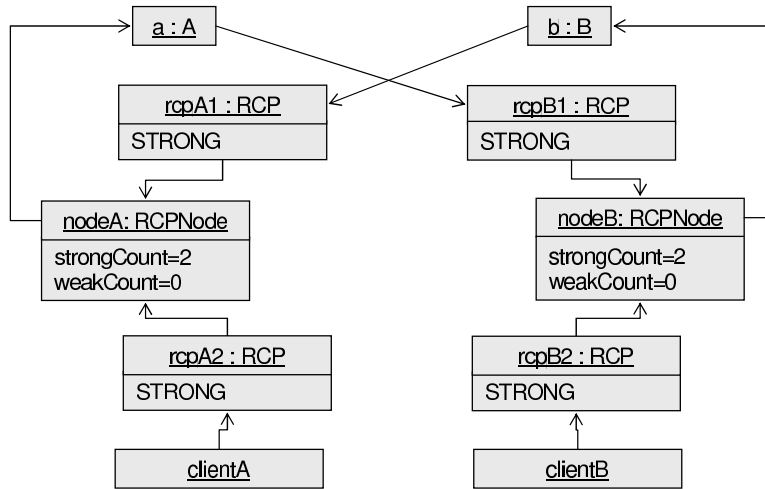 a : A
b : B
rcpA1 : RCP
STRONG
rcpB1 : RCP
STRONG
nodeA: RCPNode
strongCount=2
weakCount=0
nodeB: RCPNode
strongCount=2
weakCount=0
rcpA2 : RCP
STRONG
rcpB2 : RCP
STRONG
clientA
clientB